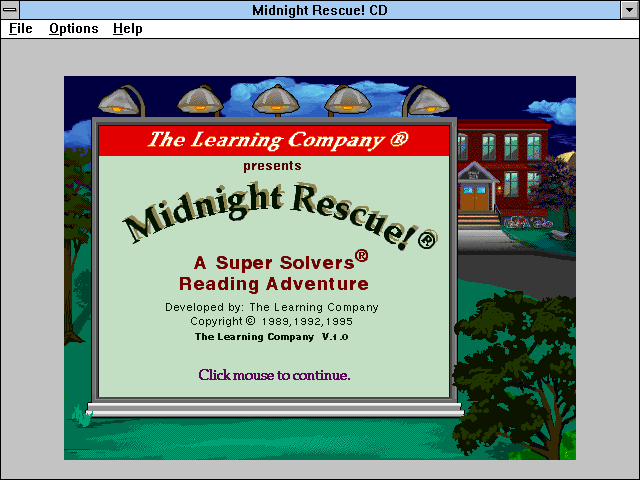 Midnight Rescue! CD
File Options Help
The Learning Company ®
presents
Midnight Rescue!®
A Super Solvers®
Reading Adventure
Developed by: The Learning Company
Copyright © 1989,1992,1995
The Learning Company V.1.0
Click mouse to continue.